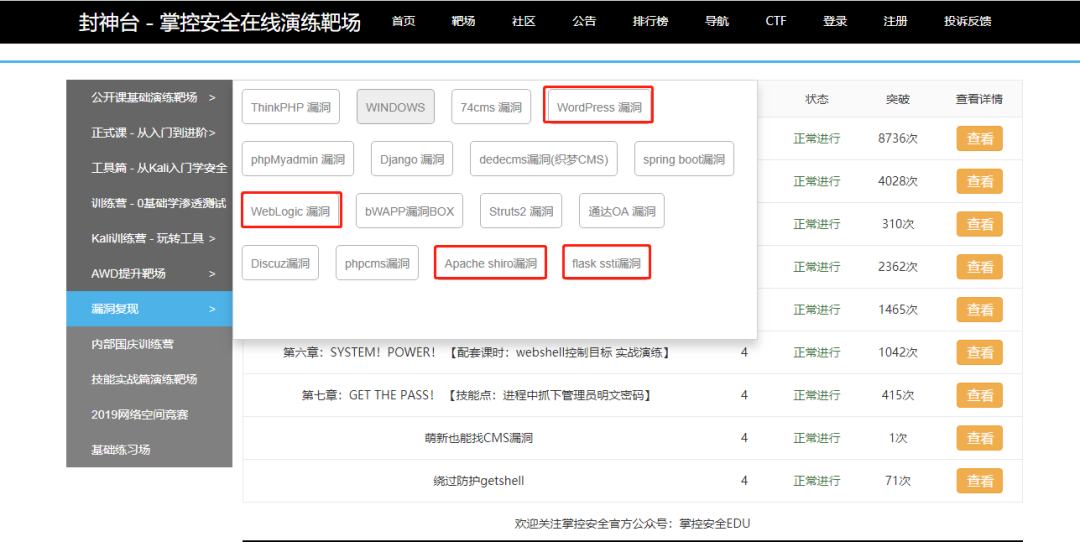 封神台 - 掌控安全在线演练靶场 首页 靶场 社区 公告 排行榜 导航 CTF 登录 注册 投诉反馈
公开课基础演练靶场 >
正式课 - 从入门到进阶>
工具篇 - 从Kali入门学安全
训练营 - 0基础学渗透测试
Kali训练营 - 玩转工具 >
AWD提升靶场 >
漏洞复现 >
内部国庆训练营
技能实战篇演练靶场
2019网络空间竞赛
基础练习场
ThinkPHP 漏洞 WINDOWS 74cms 漏洞 WordPress 漏洞
phpMyadmin 漏洞 Django 漏洞 dedecms漏洞(织梦CMS) spring boot漏洞
WebLogic 漏洞 bWAPP漏洞BOX Struts2 漏洞 通达OA 漏洞
Discuz漏洞 phpcms漏洞 Apache shiro漏洞 flask ssti漏洞
状态 突破 查看详情
正常进行 8736次 查看
正常进行 4028次 查看
正常进行 310次 查看
正常进行 2362次 查看
正常进行 1465次 查看
第六章：SYSTEM！POWER！ 【配套课时：webshell控制目标 实战演练】 4 正常进行 1042次 查看
第七章：GET THE PASS！ 【技能点：进程中抓下管理员明文密码】 4 正常进行 415次 查看
萌新也能找CMS漏洞 4 正常进行 1次 查看
绕过防护getshell 4 正常进行 71次 查看
欢迎关注掌控安全官方公众号：掌控安全EDU